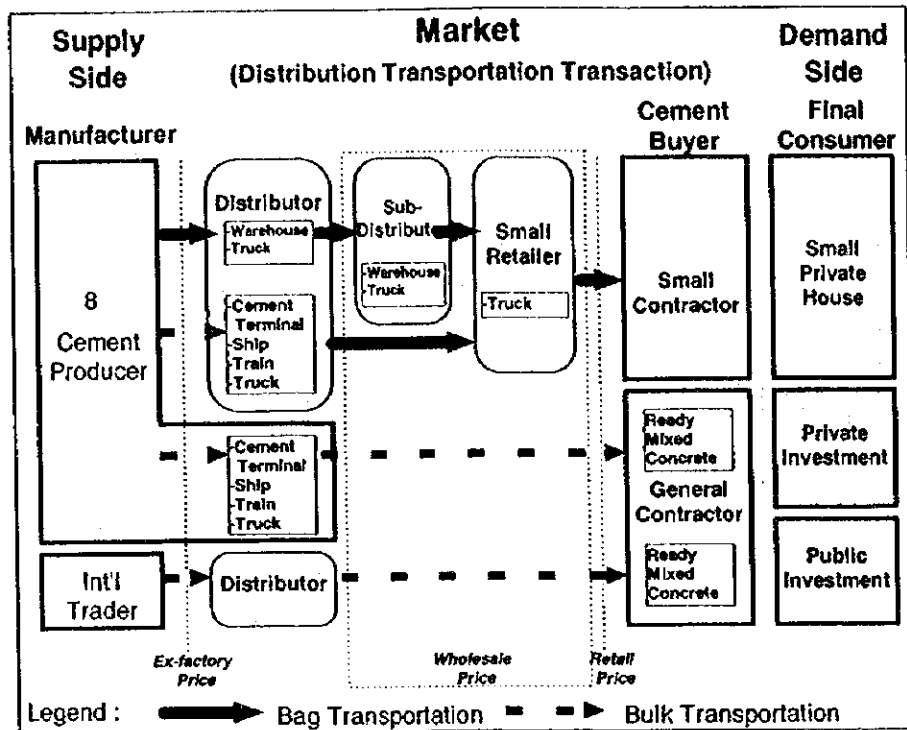 Supply
Side
Market
(Distribution Transportation Transaction)
Demand
Side
Manufacturer
Cement
Buyer
Final
Consumer
Distributor
-Warehouse
-Truck
Sub-
Distribut
-Warehouse
-Truck
Small
Retailer
-Truck
Small
Contractor
Small
Private
House
8
Cement
Producer
-Cement
Terminal
-Ship
-Train
-Truck
-Cement
Terminal
-Ship
-Train
-Truck
Ready
Mixed
Concrete
General
Contractor
Ready
Mixed
Concrete
Private
Investment
Public
Investment
Int'l
Trader
Distributor
Ex-factory
Price
Wholesale
Price
Retail
Price
Legend :
Bag Transportation
Bulk Transportation